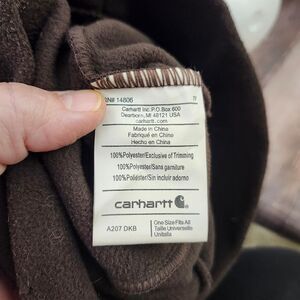 RN# 14806
Carhartt Inc. P.O. Box 600
Dearborn, MI 48121 USA
carhartt.com
Made in China
Fabriqué en China
Hecho en China
100%Polyester/Exclusive of Trimming
100%Polyester/Sans garniture
100%Poliéster/Sin incluir adorno
carhartt
A207 DKB
One Size Fits All
Taille Universelle
Unitalla